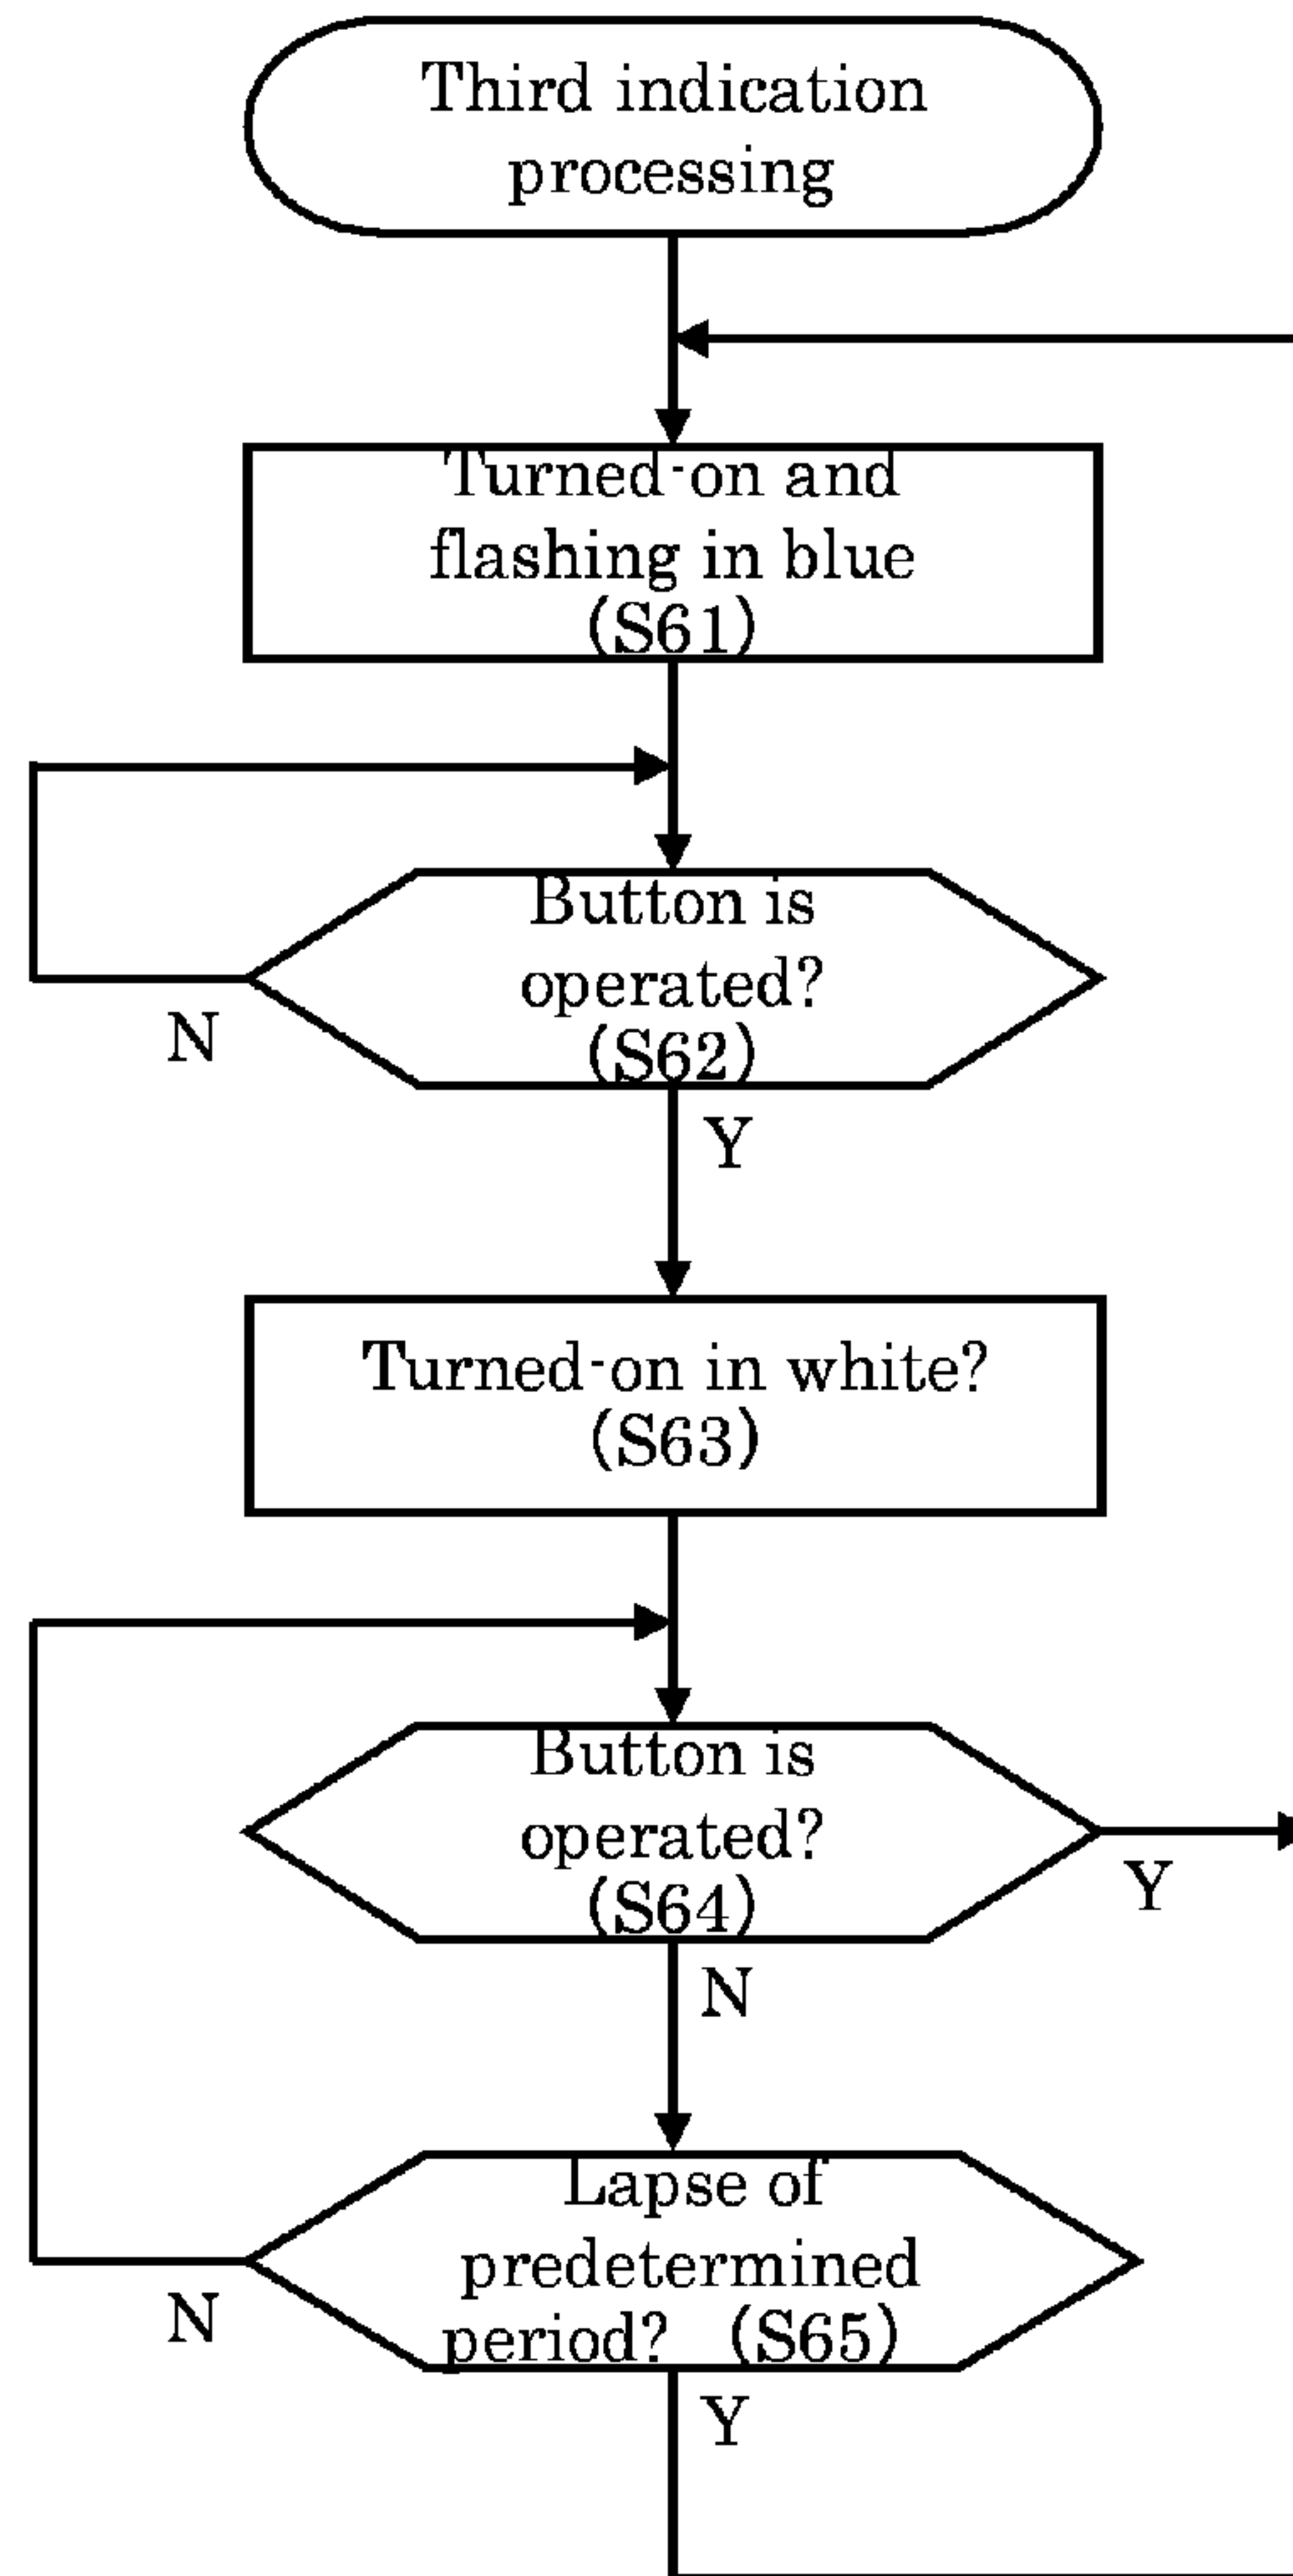 Third indication
processing
Turned-on and
flashing in blue
(S61)
Button is
operated?
(S62)
N
Y
Turned-on in white?
(S63)
Button is
operated?
(S64)
Y
N
Lapse of
predetermined
period? (S65)
N
Y